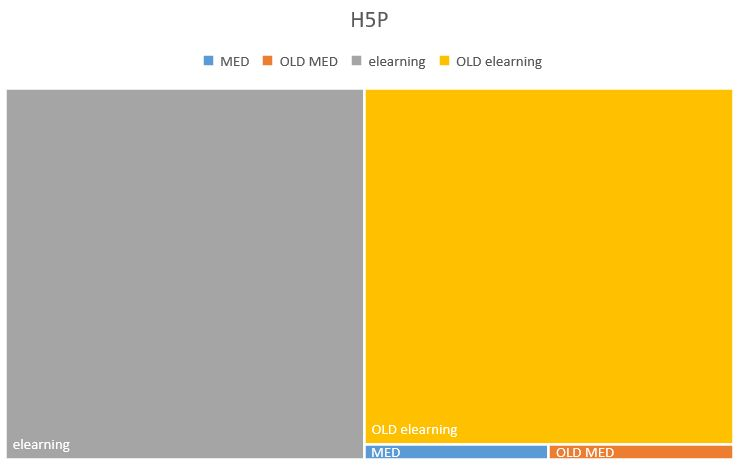 H5P
MED OLD MED elearning OLD elearning
elearning
OLD elearning
MED
OLD MED